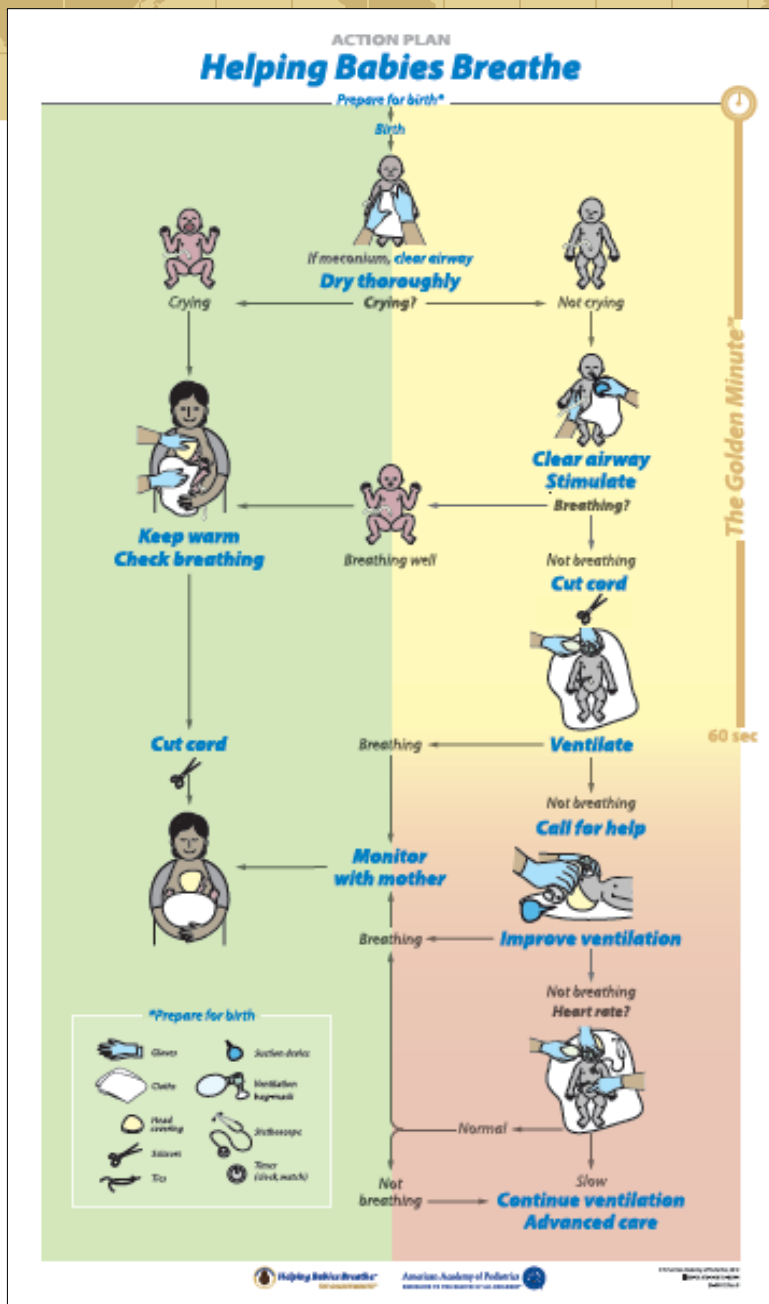 ACTION PLAN
Helping Babies Breathe
Prepare for birth*
Birth
If meconium, clear airway
Dry thoroughly
Crying
Crying?
Not crying
The Golden Minute
Clear airway
Stimulate
Breathing?
Keep warm
Check breathing
Breathing well
Not breathing
Cut cord
60 sec
Cut cord
Breathing
Ventilate
Not breathing
Call for help
Monitor
with mother
Breathing
Improve ventilation
Not breathing
Heart rate?
*Prepare for birth
Gloves
Suction device
Cloths
Ventilation
bag-mask
Head
covering
Stethoscope
Scissors
Timer
(clock, watch)
Ties
Normal
Not
breathing
Slow
Continue ventilation
Advanced care
Helping Babies Breathe
American Academy of Pediatrics